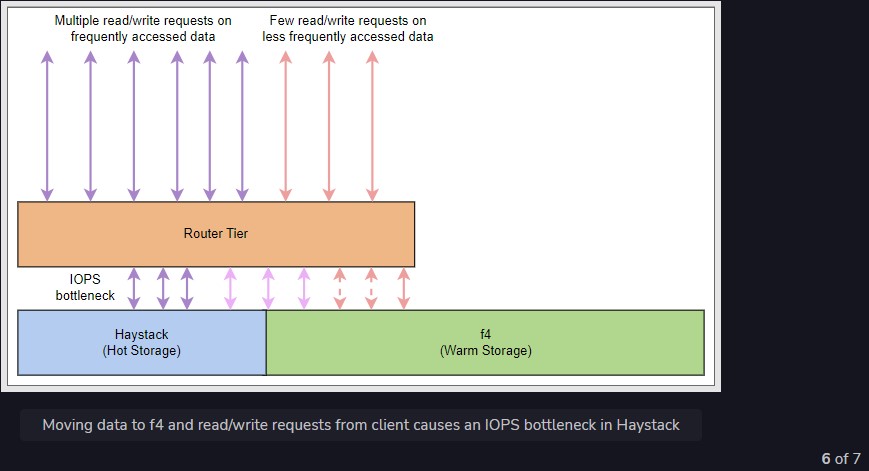 Multiple read/write requests on
frequently accessed data
Few read/write requests on
less frequently accessed data
Router Tier
IOPS
bottleneck
Haystack
(Hot Storage)
f4
(Warm Storage)
Moving data to f4 and read/write requests from client causes an IOPS bottleneck in Haystack
6 of 7